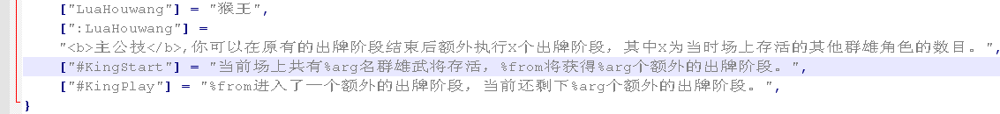 ["LuaHouwang"] = "猴王",
[":LuaHouwang"] =
"<b>主公技</b>,你可以在原有的出牌阶段结束后额外执行X个出牌阶段，其中X为当时场上存活的其他群雄角色的数目。",
["#KingStart"] = "当前场上共有%arg名群雄武将存活，%from将获得%arg个额外的出牌阶段。",
["#KingPlay"] = "%from进入了一个额外的出牌阶段，当前还剩下%arg个额外的出牌阶段。",
}